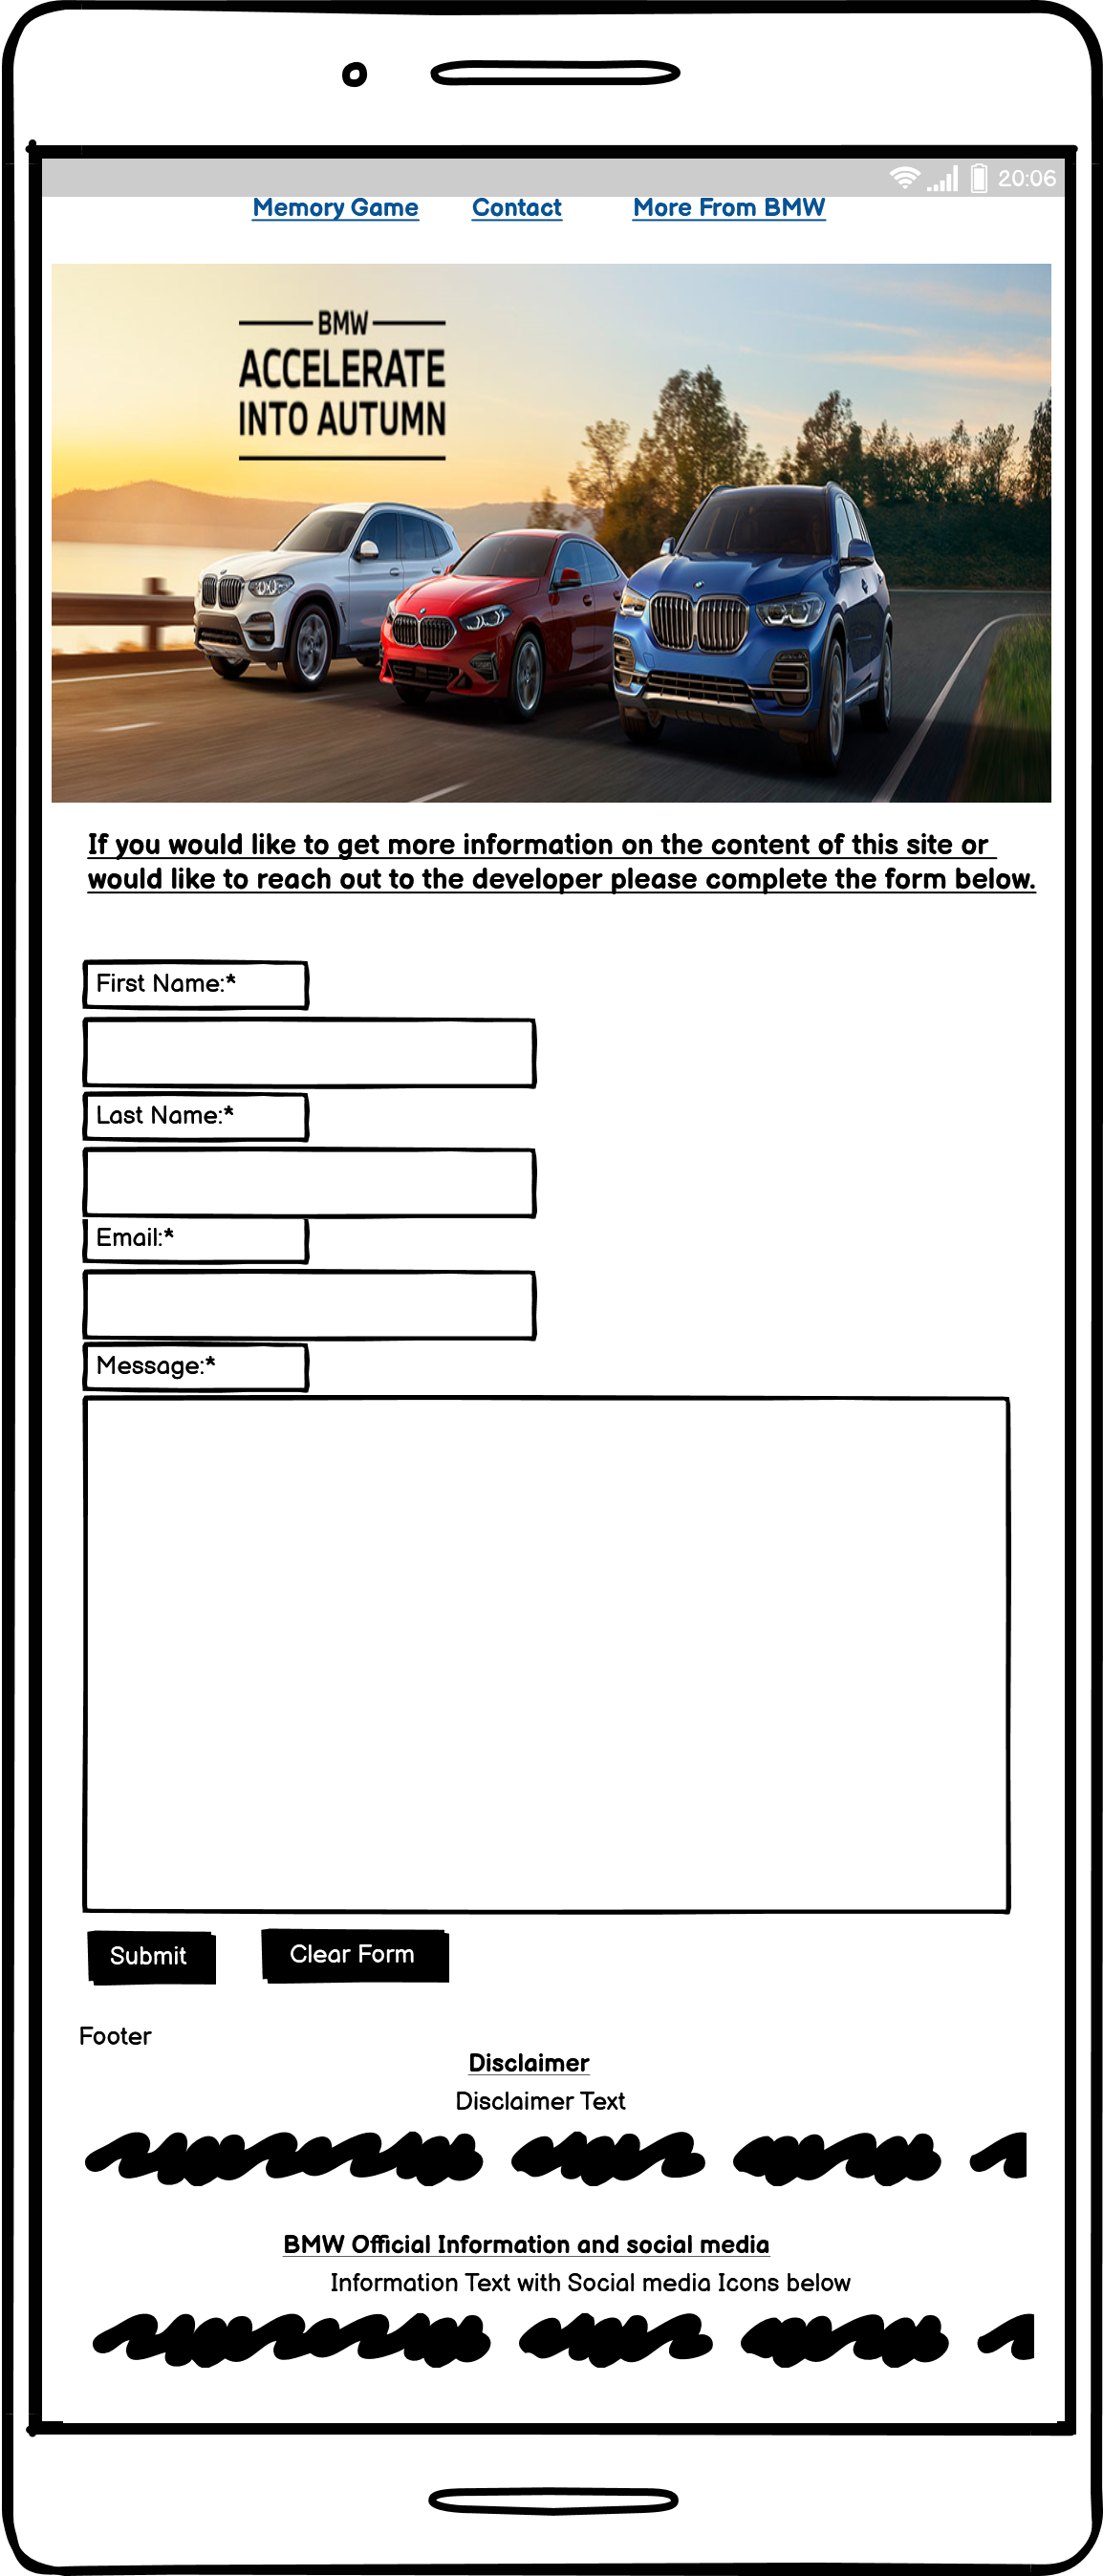 20:06
Memory Game Contact More From BMW
BMW
ACCELERATE
INTO AUTUMN
If you would like to get more information on the content of this site or
would like to reach out to the developer please complete the form below.
First Name:*
Last Name:*
Email:*
Message:*
Submit Clear Form
Footer
Disclaimer
Disclaimer Text
BMW Official Information and social media
Information Text with Social media Icons below